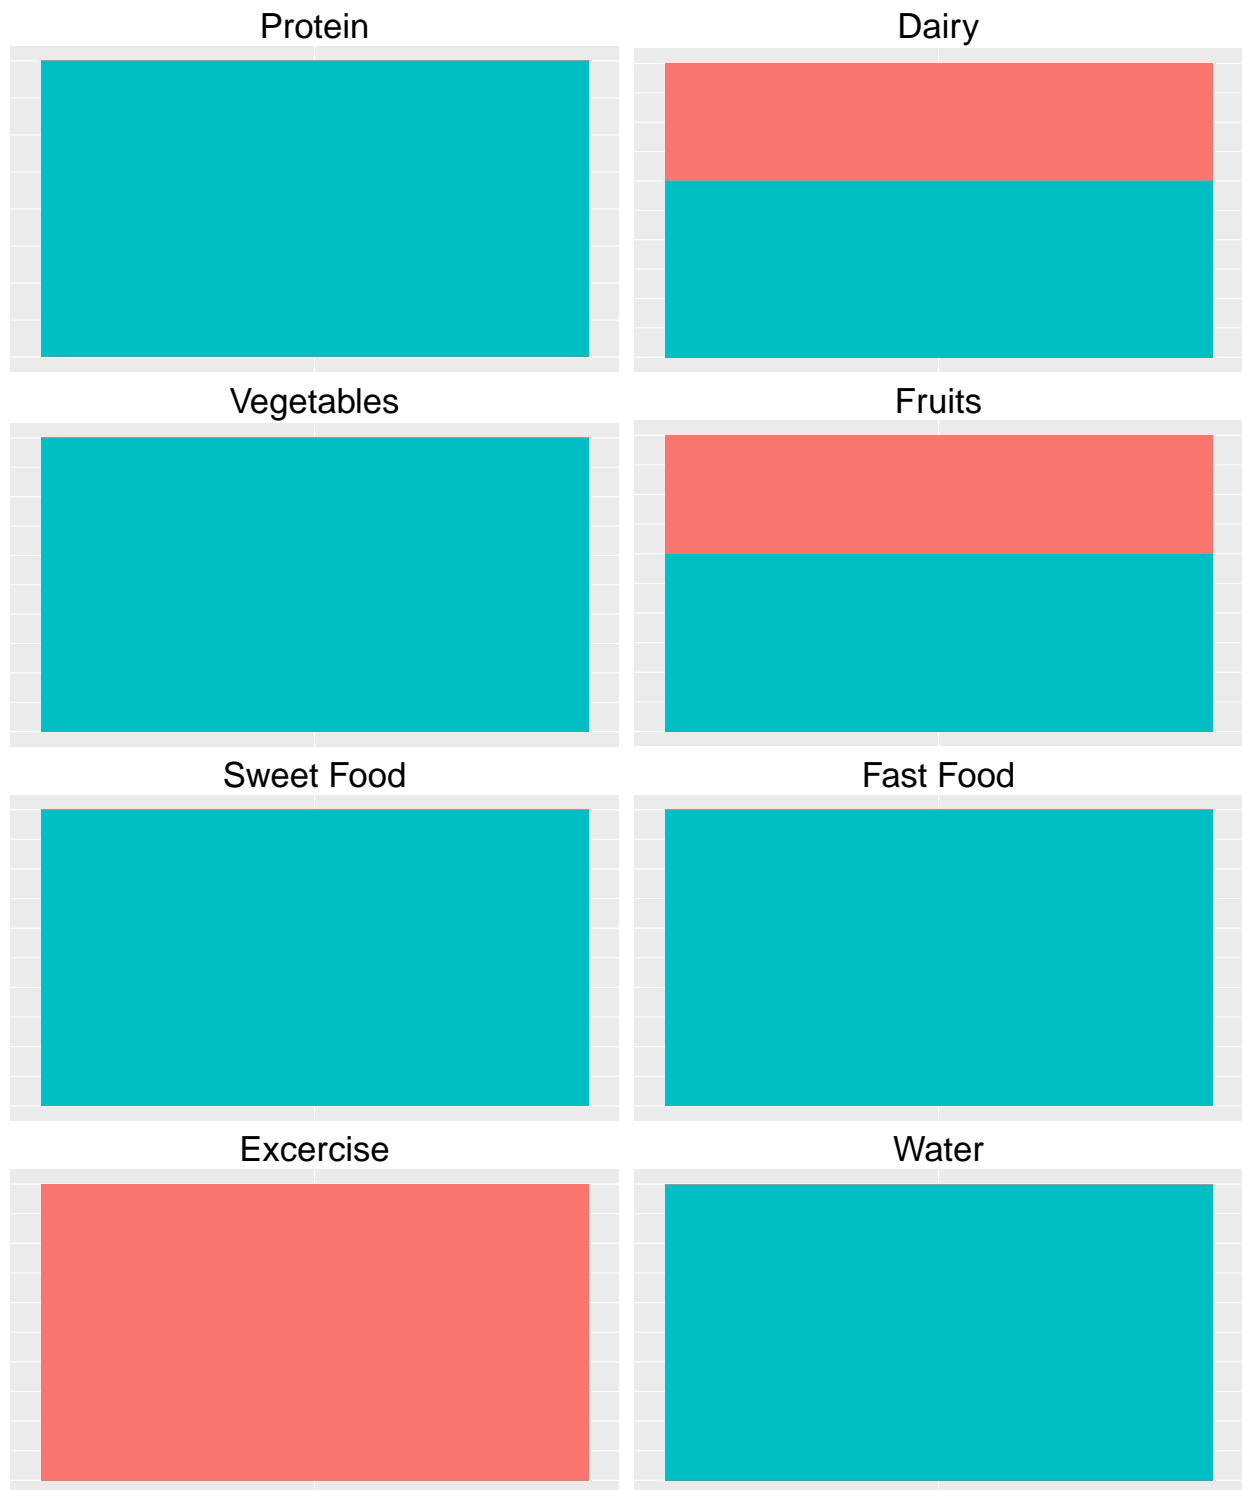 Protein
Dairy
Vegetables
Fruits
Sweet Food
Fast Food
Excercise
Water